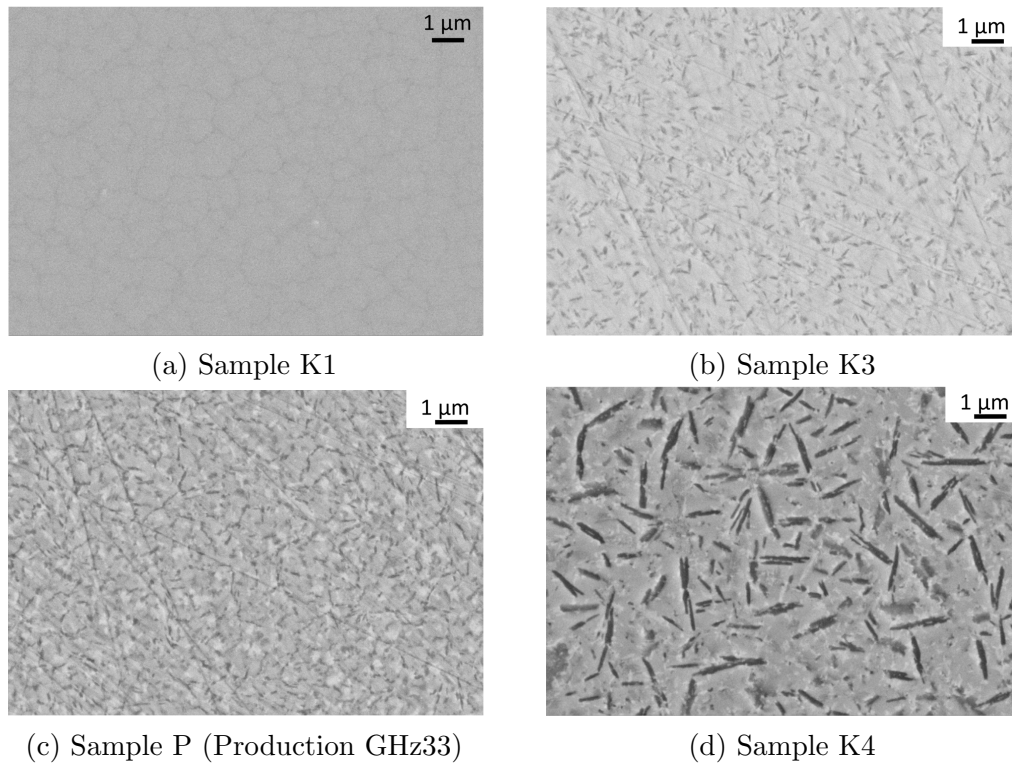 1 µm
1 µm
(a) Sample K1
(b) Sample K3
1 µm
1 µm
(c) Sample P (Production GHz33)
(d) Sample K4